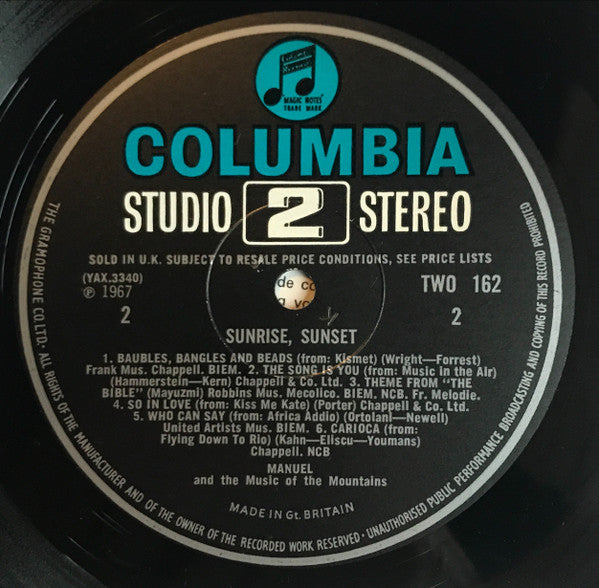 MAGIC NOTES'
TRADE MARK
COLUMBIA
STUDIO 2 STEREO
SOLD IN U.K. SUBJECT TO RESALE PRICE CONDITIONS, SEE PRICE LISTS
(YAX.3340)
℗ 1967
TWO 162
2
2
SUNRISE, SUNSET
1. BAUBLES, BANGLES AND BEADS (from: Kismet) (Wright—Forrest)
Frank Mus. Chappell. BIEM. 2. THE SONG IS YOU (from: Music in the Air)
(Hammerstein—Kern) Chappell & Co. Ltd. 3. THEME FROM "THE
BIBLE" (Mayuzmi) Robbins Mus. Mecolico. BIEM. NCB. Fr. Melodie.
4. SO IN LOVE (from: Kiss Me Kate) (Porter) Chappell & Co. Ltd.
5. WHO CAN SAY (from: Africa Addio) (Ortolani—Newell)
United Artists Mus. BIEM. 6. CARIOCA (from:
Flying Down To Rio) (Kahn—Eliscu—Youmans)
Chappell. NCB
MANUEL
and the Music of the Mountains
MADE IN Gt. BRITAIN
THE GRAMOPHONE CO. LTD. · ALL RIGHTS OF THE MANUFACTURER AND OF THE OWNER OF THE RECORDED WORK RESERVED · UNAUTHORISED PUBLIC PERFORMANCE BROADCASTING AND COPYING OF THIS RECORD PROHIBITED